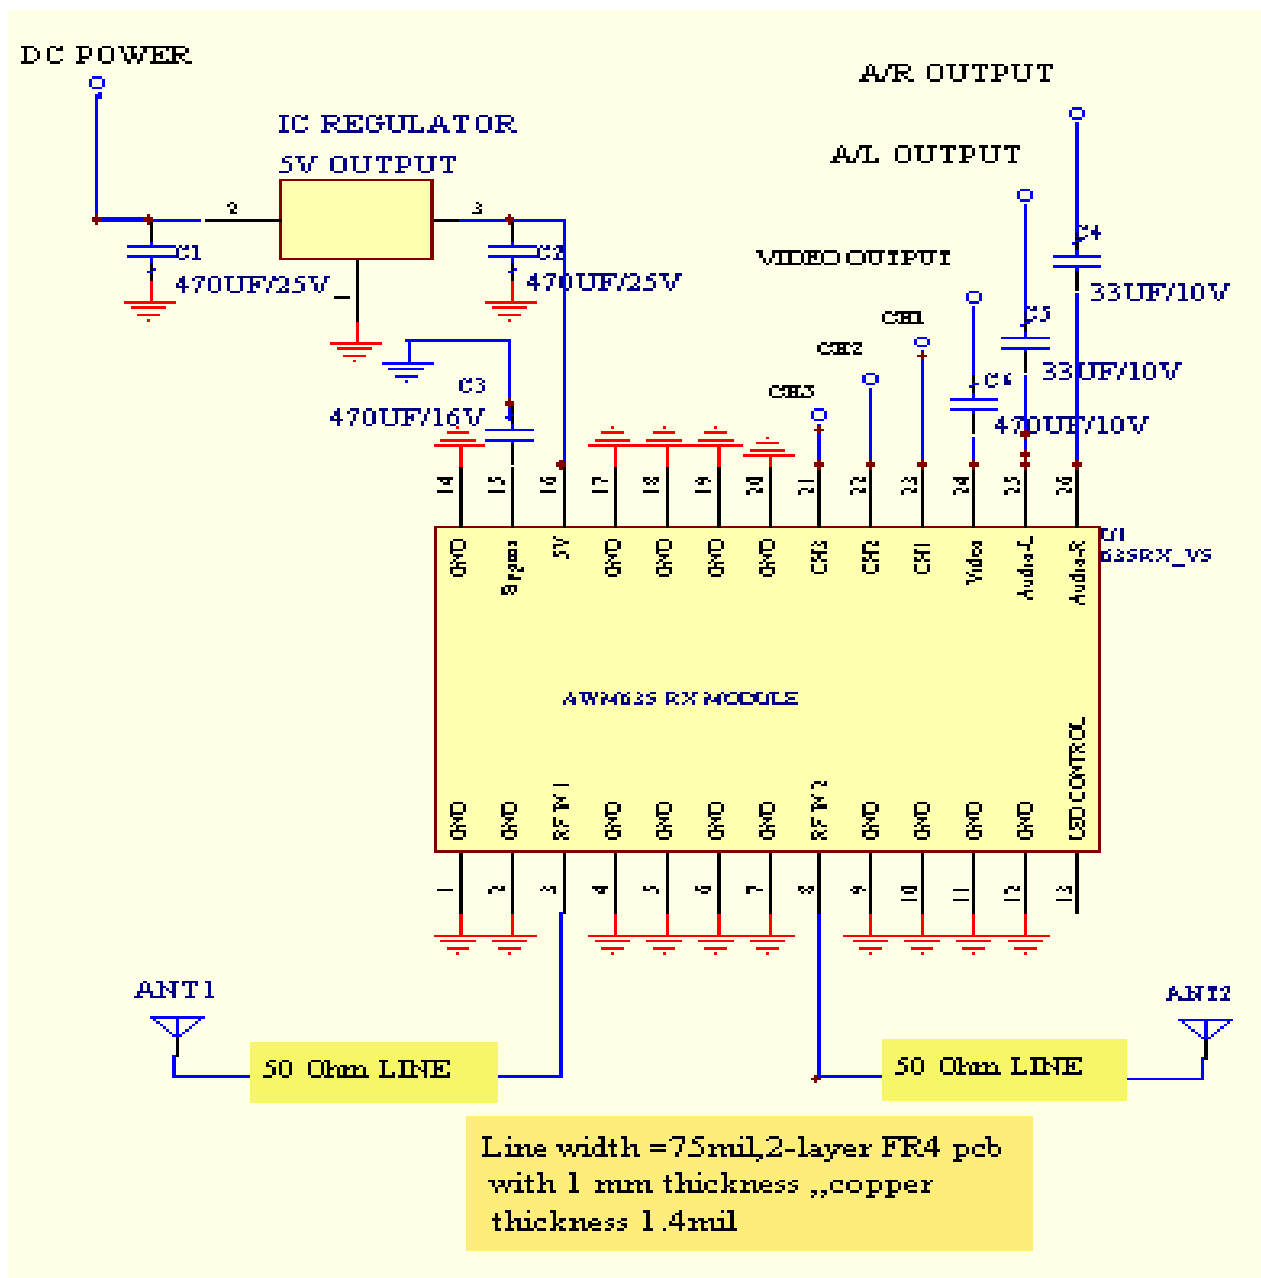 DC POWER
A/R OUTPUT
IC REGULATOR
5V OUTPUT
A/L OUTPUT
2
3
C1
470UF/25V
1
C2
470UF/25V
VIDEO OUTPUT
C4
33UF/10V
CH1
C5
33UF/10V
CH2
C3
470UF/16V
CH3
C6
470UF/10V
14
15
16
17
18
19
20
21
22
23
24
25
26
GND
Bypass
5V
GND
GND
GND
GND
CH3
CH2
CH1
Video
Audio-L
Audio-R
U1
635RX_VS
AWM635 RX MODULE
GND
GND
RF IN 1
GND
GND
GND
GND
RF IN 2
GND
GND
GND
GND
LED CONTROL
1
2
3
4
5
6
7
8
9
10
11
12
13
ANT1
ANT2
50 Ohm LINE
50 Ohm LINE
Line width =75mil,2-layer FR4 pcb
with 1 mm thickness ,,copper
thickness 1.4mil